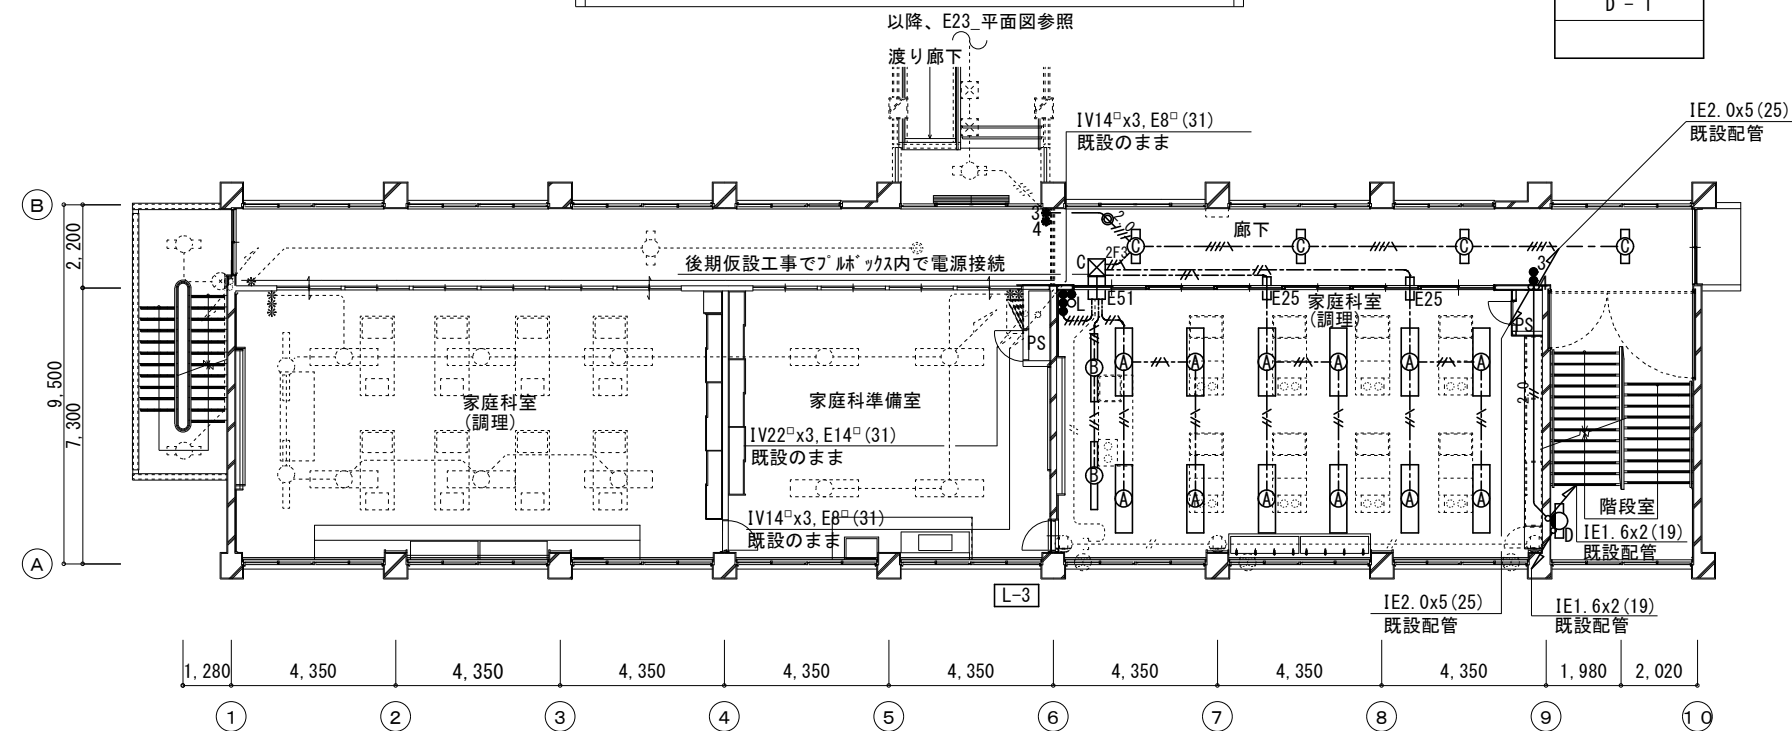 D - 1
以降、E23_平面図参照
渡り廊下
IV14□x3, E8□(31)
既設のまま
IE2.0x5(25)
既設配管
B
3
4
2.0
廊下
C
C
C
C
2F3
C
後期仮設工事でプルボックス内で電源接続
3
L
E51
E25
家庭科室
(調理)
E25
PS
PS
2,200
9,500
7,300
家庭科室
(調理)
家庭科準備室
A
A
A
A
A
A
B
2.0
IV22□x3, E14□(31)
既設のまま
B
A
A
A
A
A
A
IV14□x3, E8□(31)
既設のまま
階段室
D
IE1.6x2(19)
既設配管
A
L-3
IE2.0x5(25)
既設配管
IE1.6x2(19)
既設配管
1,280
4,350
4,350
4,350
4,350
4,350
4,350
4,350
4,350
1,980
2,020
1
2
3
4
5
6
7
8
9
10